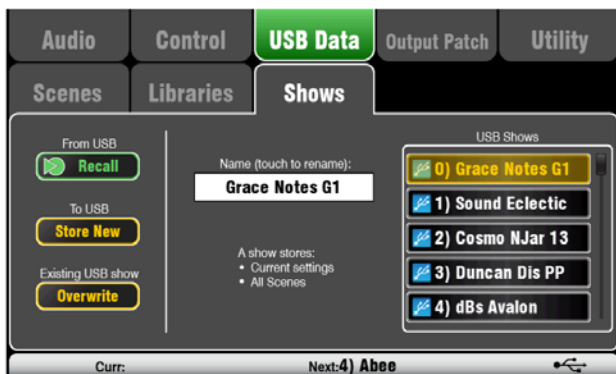 Audio
Control
USB Data
Output Patch
Utility
Scenes
Libraries
Shows
From USB
Recall
To USB
Store New
Existing USB show
Overwrite
Name (touch to rename):
Grace Notes G1
A show stores:
• Current settings
• All Scenes
USB Shows
0) Grace Notes G1
1) Sound Eclectic
2) Cosmo NJar 13
3) Duncan Dis PP
4) dBs Avalon
Curr:
Next:4) Abee